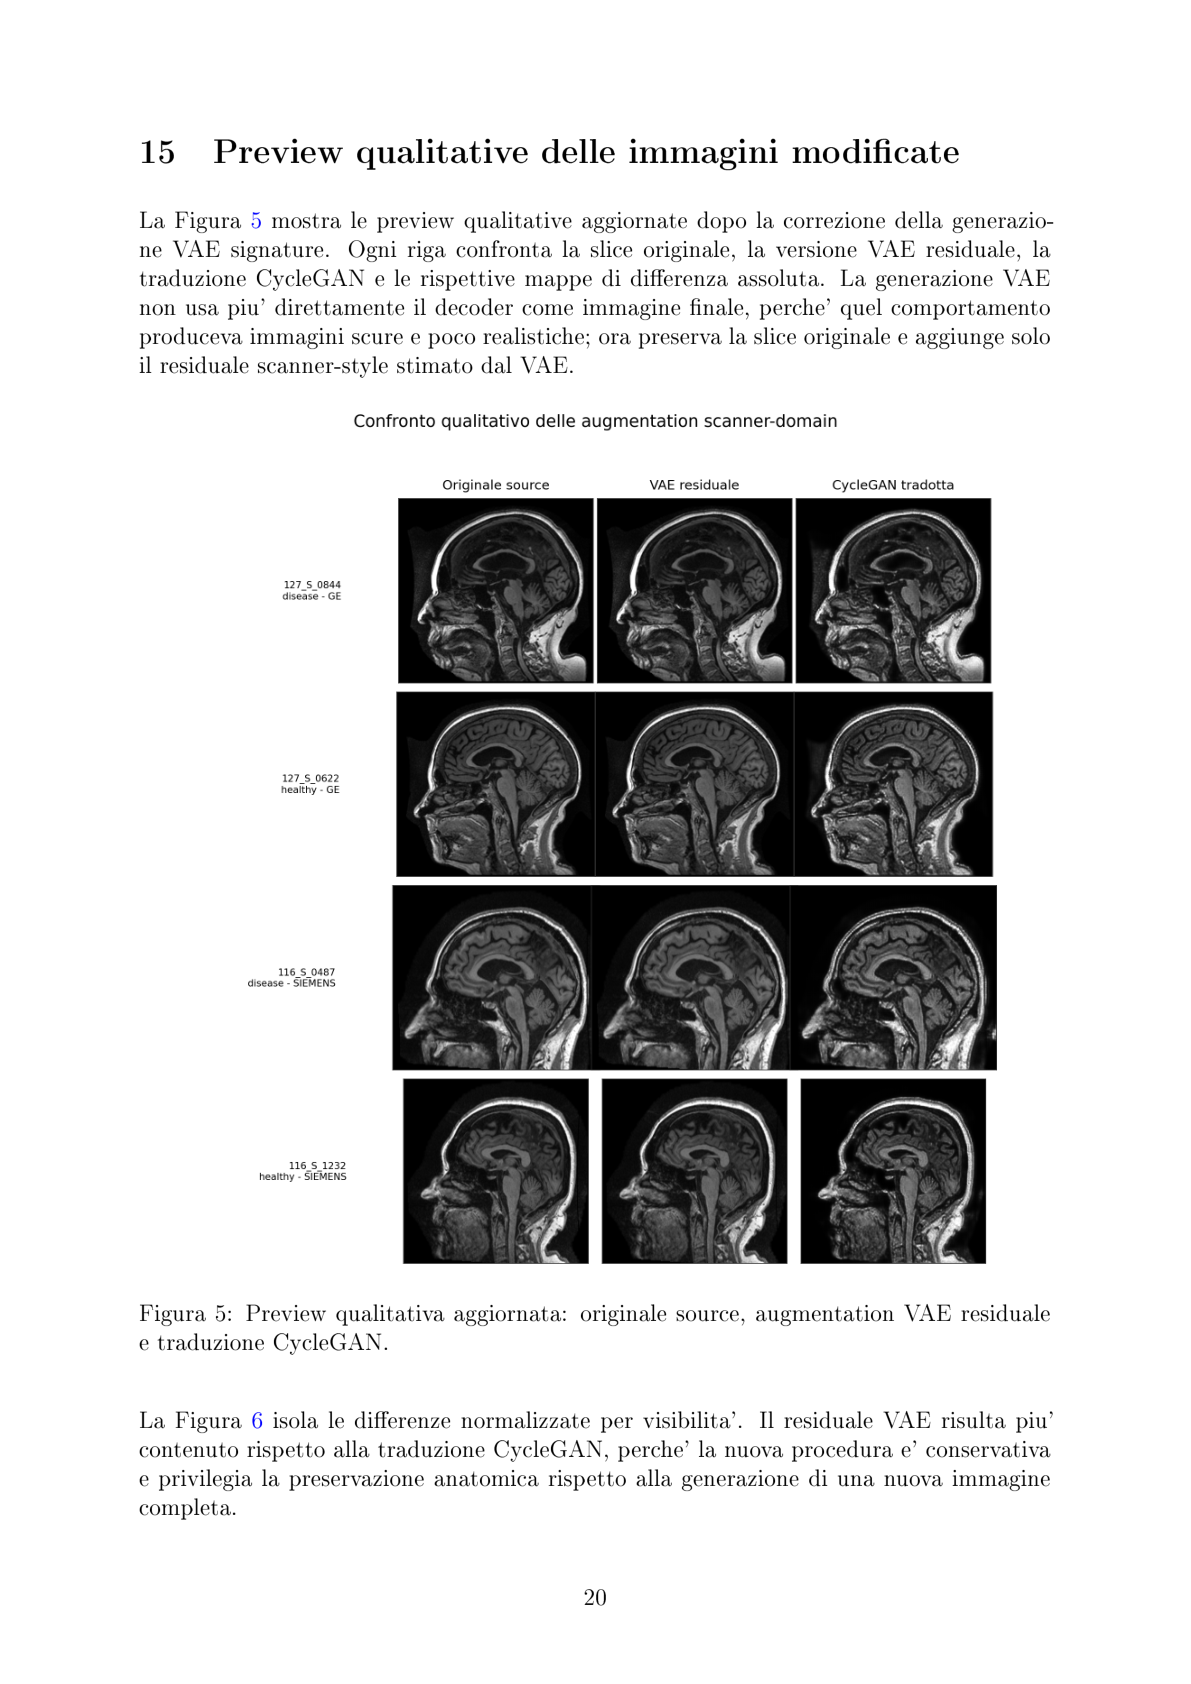 15 Preview qualitative delle immagini modificate
La Figura 5 mostra le preview qualitative aggiornate dopo la correzione della generazio-
ne VAE signature. Ogni riga confronta la slice originale, la versione VAE residuale, la
traduzione CycleGAN e le rispettive mappe di differenza assoluta. La generazione VAE
non usa piu' direttamente il decoder come immagine finale, perche' quel comportamento
produceva immagini scure e poco realistiche; ora preserva la slice originale e aggiunge solo
il residuale scanner-style stimato dal VAE.
Confronto qualitativo delle augmentation scanner-domain
Originale source VAE residuale CycleGAN tradotta
127_S_0844
disease - GE
127_S_0622
healthy - GE
116_S_0487
disease - SIEMENS
116_S_1232
healthy - SIEMENS
Figura 5: Preview qualitativa aggiornata: originale source, augmentation VAE residuale
e traduzione CycleGAN.
La Figura 6 isola le differenze normalizzate per visibilita'. Il residuale VAE risulta piu'
contenuto rispetto alla traduzione CycleGAN, perche' la nuova procedura e' conservativa
e privilegia la preservazione anatomica rispetto alla generazione di una nuova immagine
completa.
20